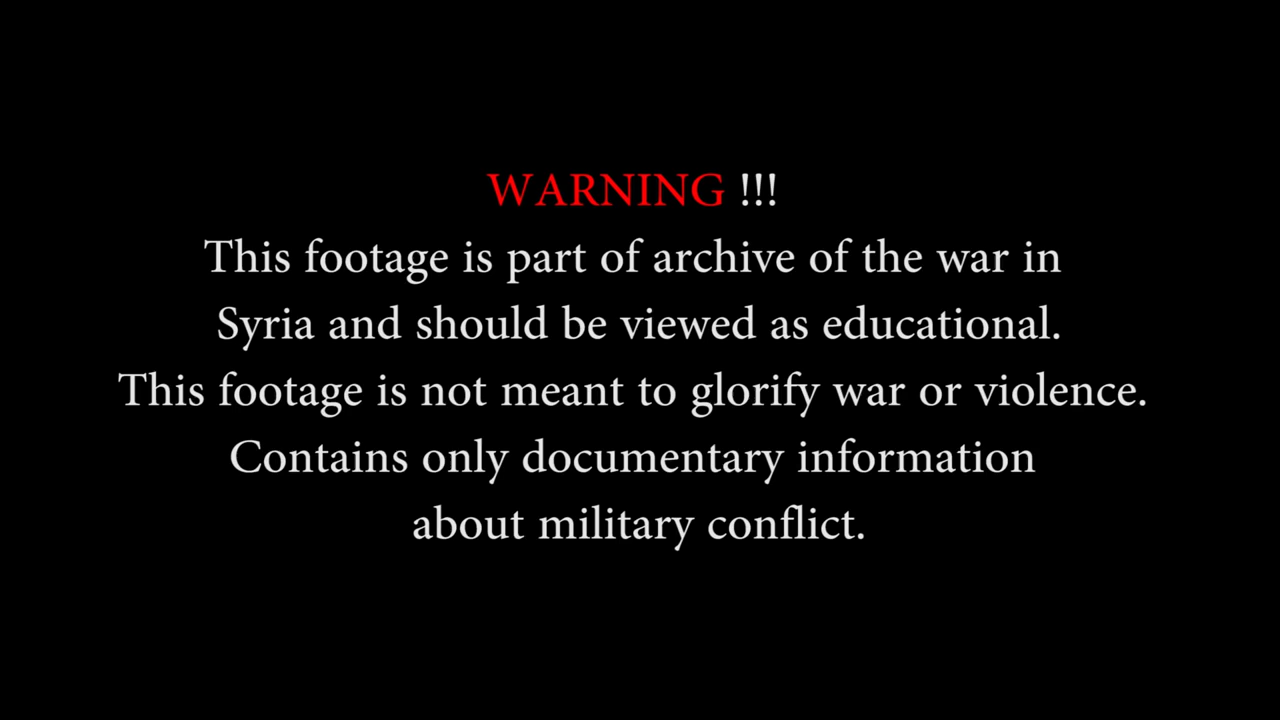 WARNING !!!
This footage is part of archive of the war in
Syria and should be viewed as educational.
This footage is not meant to glorify war or violence.
Contains only documentary information
about military conflict.